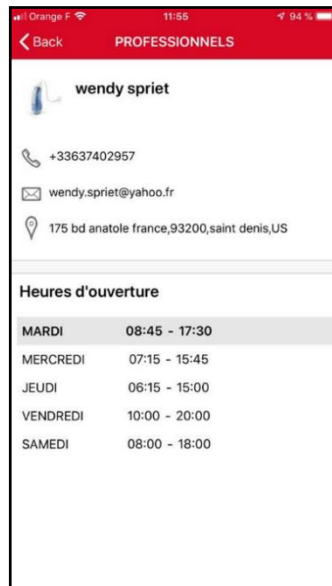 Orange F 11:55 94 %
Back PROFESSIONNELS
wendy spriet
+33637402957
wendy.spriet@yahoo.fr
175 bd anatole france,93200,saint denis,US
Heures d'ouverture
MARDI 08:45 - 17:30
MERCREDI 07:15 - 15:45
JEUDI 06:15 - 15:00
VENDREDI 10:00 - 20:00
SAMEDI 08:00 - 18:00